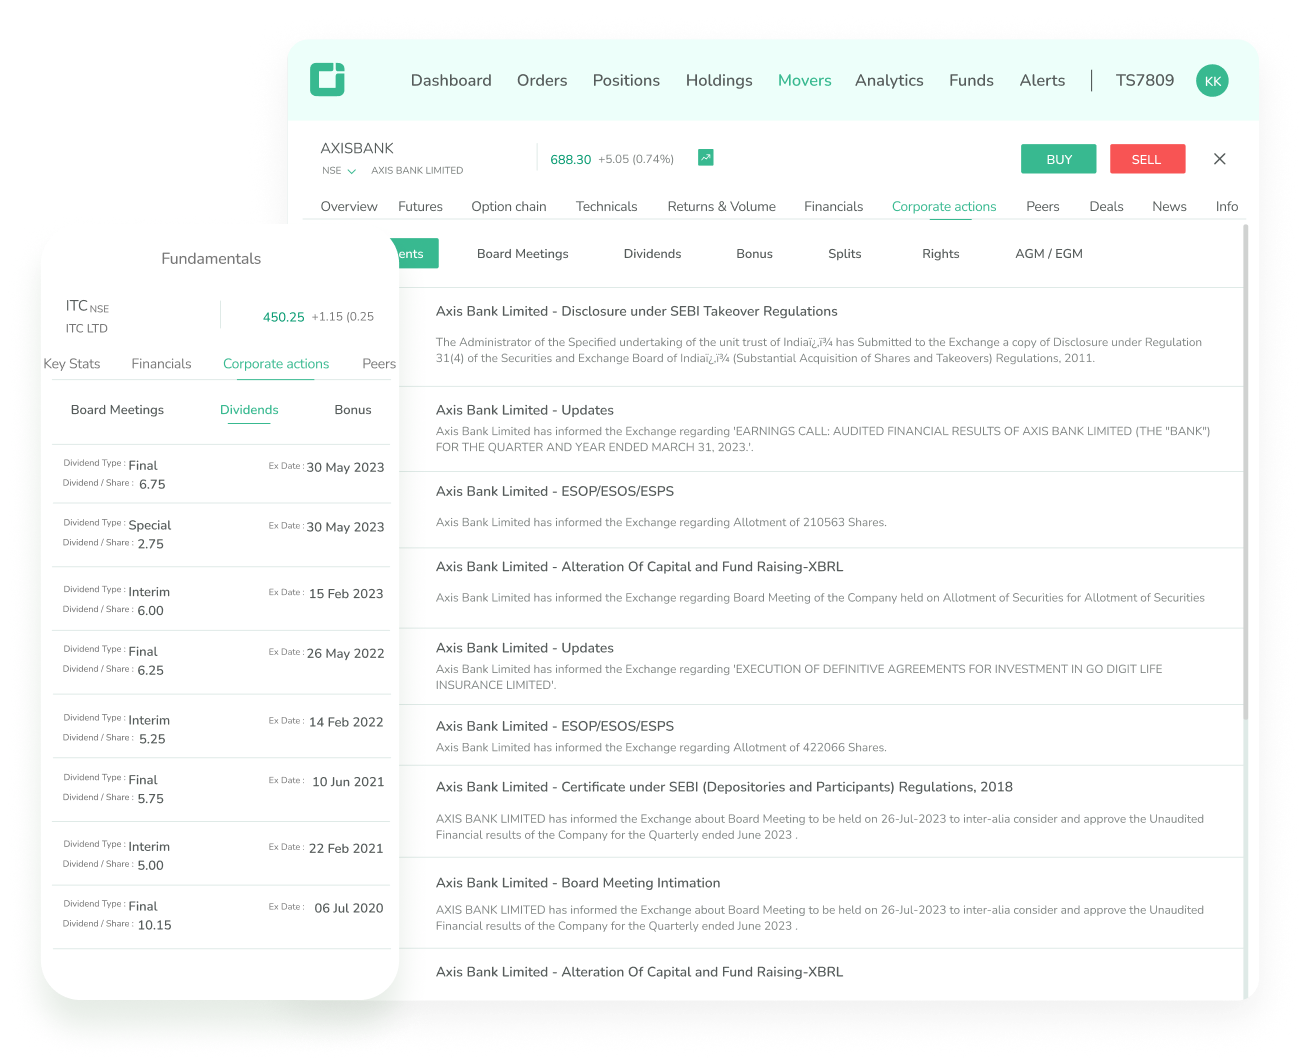 Dashboard Orders Positions Holdings Movers Analytics Funds Alerts TS7809 KK
AXISBANK
NSE AXIS BANK LIMITED
688.30 +5.05 (0.74%)
BUY SELL
Overview Futures Option chain Technicals Returns & Volume Financials Corporate actions Peers Deals News Info
ents Board Meetings Dividends Bonus Splits Rights AGM / EGM
Axis Bank Limited - Disclosure under SEBI Takeover Regulations
The Administrator of the Specified undertaking of the unit trust of Indiaï¿,ï¾ has Submitted to the Exchange a copy of Disclosure under Regulation
31(4) of the Securities and Exchange Board of Indiaï¿,ï¾ (Substantial Acquisition of Shares and Takeovers) Regulations, 2011.
Axis Bank Limited - Updates
Axis Bank Limited has informed the Exchange regarding 'EARNINGS CALL: AUDITED FINANCIAL RESULTS OF AXIS BANK LIMITED (THE "BANK")
FOR THE QUARTER AND YEAR ENDED MARCH 31, 2023.'.
Axis Bank Limited - ESOP/ESOS/ESPS
Axis Bank Limited has informed the Exchange regarding Allotment of 210563 Shares.
Axis Bank Limited - Alteration Of Capital and Fund Raising-XBRL
Axis Bank Limited has informed the Exchange regarding Board Meeting of the Company held on Allotment of Securities for Allotment of Securities
Axis Bank Limited - Updates
Axis Bank Limited has informed the Exchange regarding 'EXECUTION OF DEFINITIVE AGREEMENTS FOR INVESTMENT IN GO DIGIT LIFE
INSURANCE LIMITED'.
Axis Bank Limited - ESOP/ESOS/ESPS
Axis Bank Limited has informed the Exchange regarding Allotment of 422066 Shares.
Axis Bank Limited - Certificate under SEBI (Depositories and Participants) Regulations, 2018
AXIS BANK LIMITED has informed the Exchange about Board Meeting to be held on 26-Jul-2023 to inter-alia consider and approve the Unaudited
Financial results of the Company for the Quarterly ended June 2023 .
Axis Bank Limited - Board Meeting Intimation
AXIS BANK LIMITED has informed the Exchange about Board Meeting to be held on 26-Jul-2023 to inter-alia consider and approve the Unaudited
Financial results of the Company for the Quarterly ended June 2023 .
Axis Bank Limited - Alteration Of Capital and Fund Raising-XBRL
Fundamentals
ITC NSE
ITC LTD
450.25 +1.15 (0.25
Key Stats Financials Corporate actions Peers
Board Meetings Dividends Bonus
Dividend Type : Final Ex Date : 30 May 2023
Dividend / Share : 6.75
Dividend Type : Special Ex Date : 30 May 2023
Dividend / Share : 2.75
Dividend Type : Interim Ex Date : 15 Feb 2023
Dividend / Share : 6.00
Dividend Type : Final Ex Date : 26 May 2022
Dividend / Share : 6.25
Dividend Type : Interim Ex Date : 14 Feb 2022
Dividend / Share : 5.25
Dividend Type : Final Ex Date : 10 Jun 2021
Dividend / Share : 5.75
Dividend Type : Interim Ex Date : 22 Feb 2021
Dividend / Share : 5.00
Dividend Type : Final Ex Date : 06 Jul 2020
Dividend / Share : 10.15